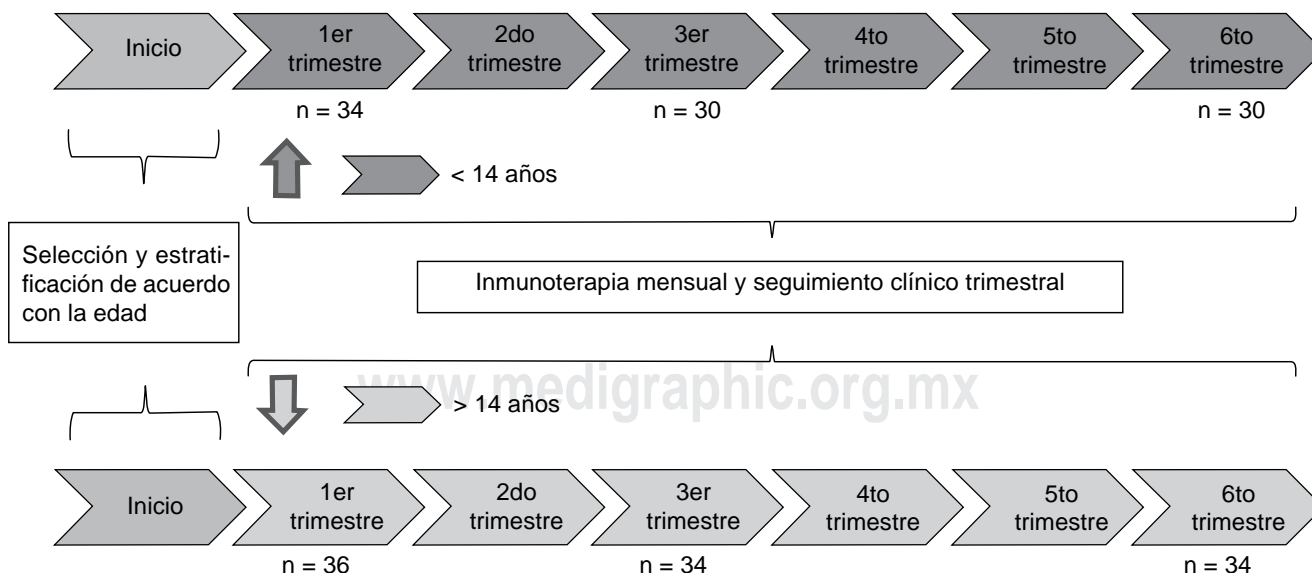 Inicio
1er
trimestre
2do
trimestre
3er
trimestre
4to
trimestre
5to
trimestre
6to
trimestre
n = 34
n = 30
n = 30
< 14 años
Selección y estrati-
ficación de acuerdo
con la edad
Inmunoterapia mensual y seguimiento clínico trimestral
www.medigraphic.org.mx
> 14 años
Inicio
1er
trimestre
2do
trimestre
3er
trimestre
4to
trimestre
5to
trimestre
6to
trimestre
n = 36
n = 34
n = 34